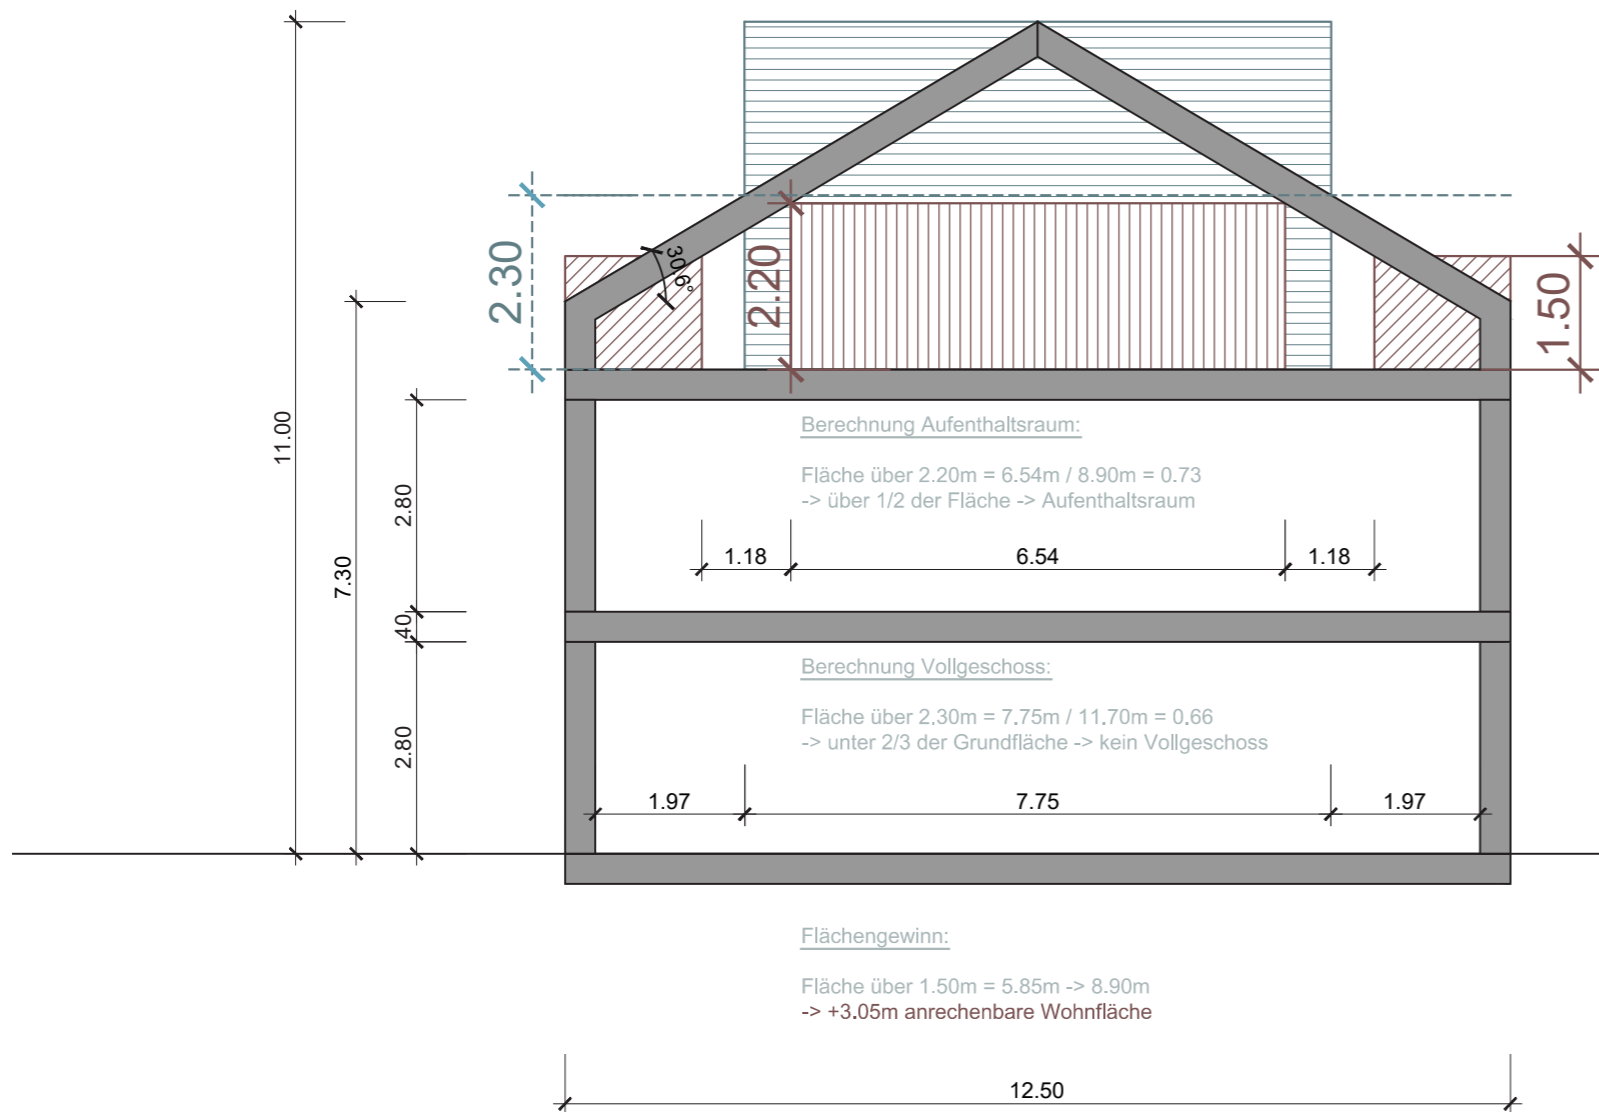 11.00
7.30
2.80
40
2.80
2.30
2.20
30.6°
1.50
Berechnung Aufenthaltsraum:
Fläche über 2.20m = 6.54m / 8.90m = 0.73
-> über 1/2 der Fläche -> Aufenthaltsraum
1.18 6.54 1.18
Berechnung Vollgeschoss:
Fläche über 2.30m = 7.75m / 11.70m = 0.66
-> unter 2/3 der Grundfläche -> kein Vollgeschoss
1.97 7.75 1.97
Flächengewinn:
Fläche über 1.50m = 5.85m -> 8.90m
-> +3.05m anrechenbare Wohnfläche
12.50